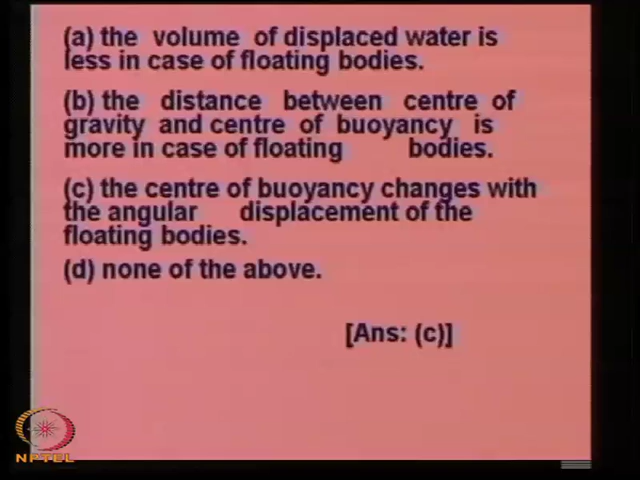 (a) the volume of displaced water is
less in case of floating bodies.
(b) the distance between centre of
gravity and centre of buoyancy is
more in case of floating bodies.
(c) the centre of buoyancy changes with
the angular displacement of the
floating bodies.
(d) none of the above.
[Ans: (c)]
NPTEL